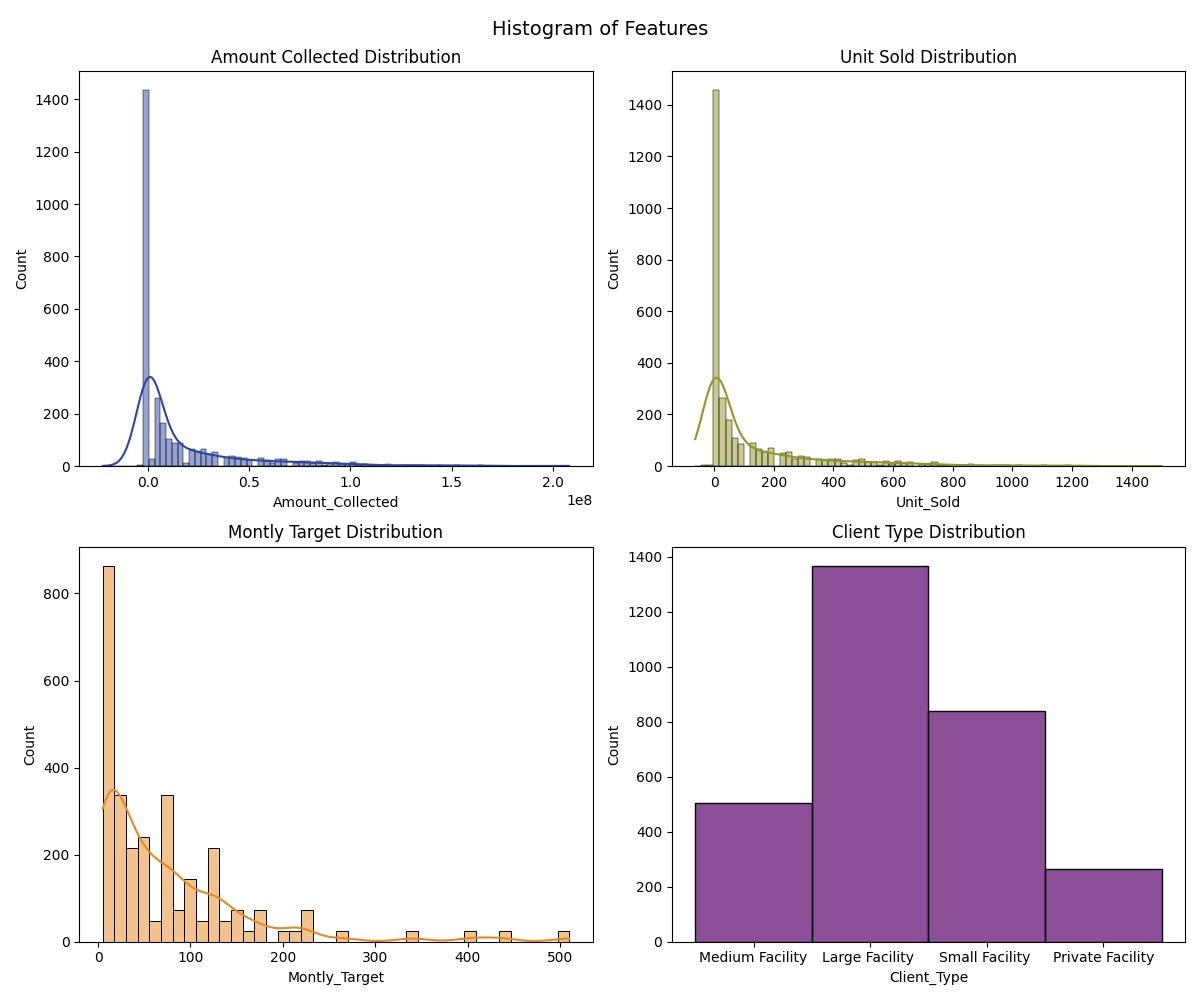 Histogram of Features
Amount Collected Distribution
Count
1400
1200
1000
800
600
400
200
0
0.0 0.5 1.0 1.5 2.0
1e8
Amount_Collected
Unit Sold Distribution
Count
1400
1200
1000
800
600
400
200
0
0 200 400 600 800 1000 1200 1400
Unit_Sold
Montly Target Distribution
Count
800
600
400
200
0
0 100 200 300 400 500
Montly_Target
Client Type Distribution
Count
1400
1200
1000
800
600
400
200
0
Medium Facility Large Facility Small Facility Private Facility
Client_Type